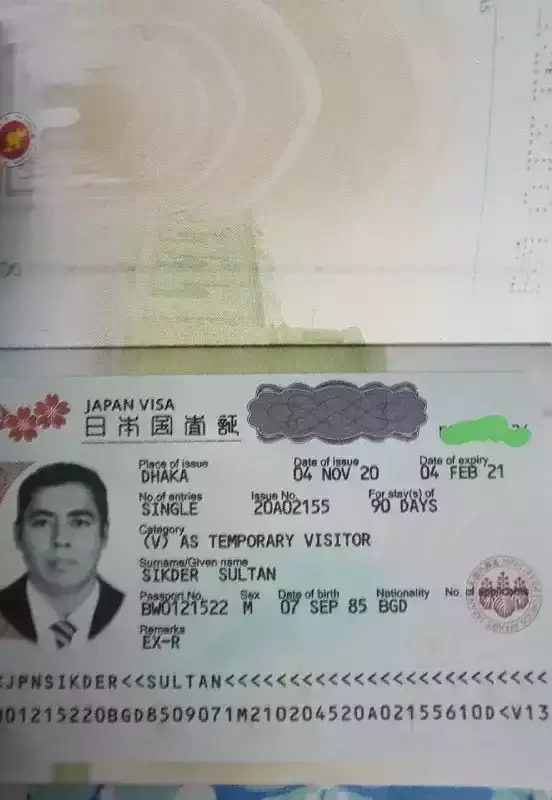 JAPAN VISA
日本国査証
Place of issue Date of issue Date of expiry
DHAKA 04 NOV 20 04 FEB 21
No.of entries Issue No. For stay(s) of
SINGLE 20A02155 90 DAYS
Category
(V) AS TEMPORARY VISITOR
Surname/Given name
SIKDER SULTAN
Passport No. Sex Date of birth Nationality No. of applicants
BW0121522 M 07 SEP 85 BGD
Remarks
EX-R
<JPNSIKDER<<SULTAN<<<<<<<<<<<<<<<<<<<<<<<<<<
01215220BGD8509071M210204520A02155610D<V13